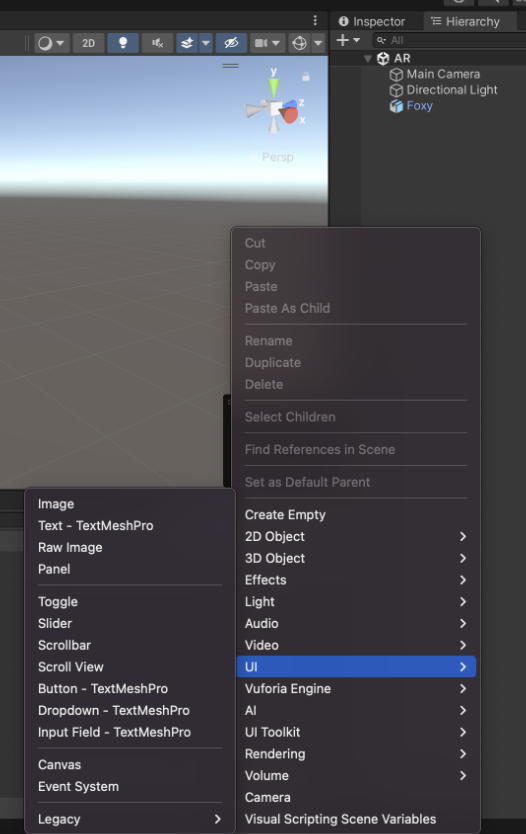 Inspector
Hierarchy
2D
All
AR
Main Camera
Directional Light
Foxy
y
z
x
Persp
Cut
Copy
Paste
Paste As Child
Rename
Duplicate
Delete
Select Children
Find References in Scene
Set as Default Parent
Create Empty
2D Object
3D Object
Effects
Light
Audio
Video
UI
Vuforia Engine
AI
UI Toolkit
Rendering
Volume
Camera
Visual Scripting Scene Variables
Image
Text - TextMeshPro
Raw Image
Panel
Toggle
Slider
Scrollbar
Scroll View
Button - TextMeshPro
Dropdown - TextMeshPro
Input Field - TextMeshPro
Canvas
Event System
Legacy